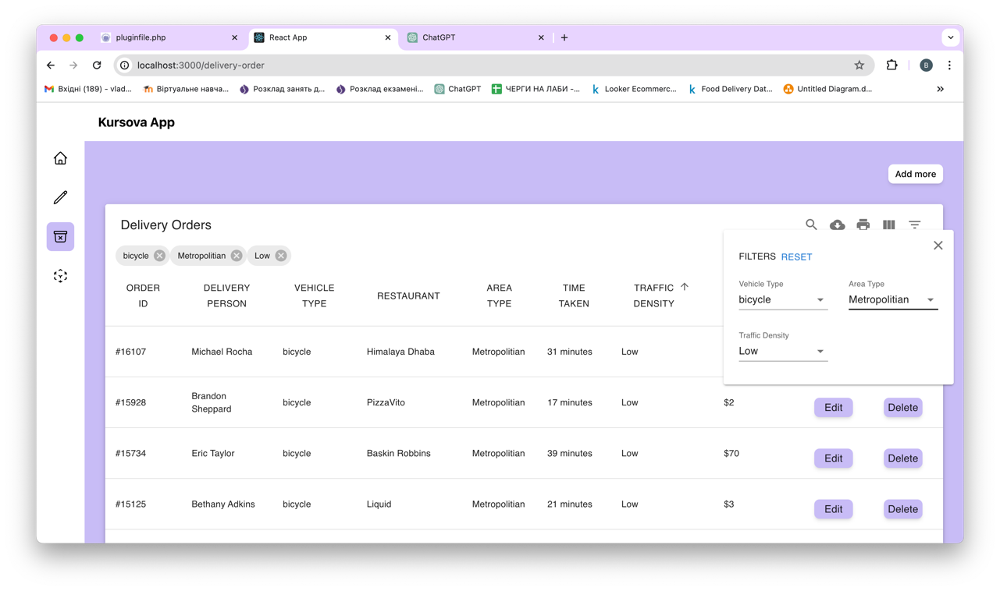 pluginfile.php
React App
ChatGPT
localhost:3000/delivery-order
B
Вхідні (189) - vlad...
Віртуальне навча...
Розклад занять д...
Розклад екзамені...
ChatGPT
ЧЕРГИ НА ЛАБИ -...
Looker Ecommerc...
Food Delivery Dat...
Untitled Diagram.d...
Kursova App
Add more
Delivery Orders
bicycle
Metropolitian
Low
FILTERS RESET
Vehicle Type
bicycle
Area Type
Metropolitian
Traffic Density
Low
ORDER ID
DELIVERY PERSON
VEHICLE TYPE
RESTAURANT
AREA TYPE
TIME TAKEN
TRAFFIC DENSITY
#16107 Michael Rocha bicycle Himalaya Dhaba Metropolitian 31 minutes Low
#15928 Brandon Sheppard bicycle PizzaVito Metropolitian 17 minutes Low $2 Edit Delete
#15734 Eric Taylor bicycle Baskin Robbins Metropolitian 39 minutes Low $70 Edit Delete
#15125 Bethany Adkins bicycle Liquid Metropolitian 21 minutes Low $3 Edit Delete